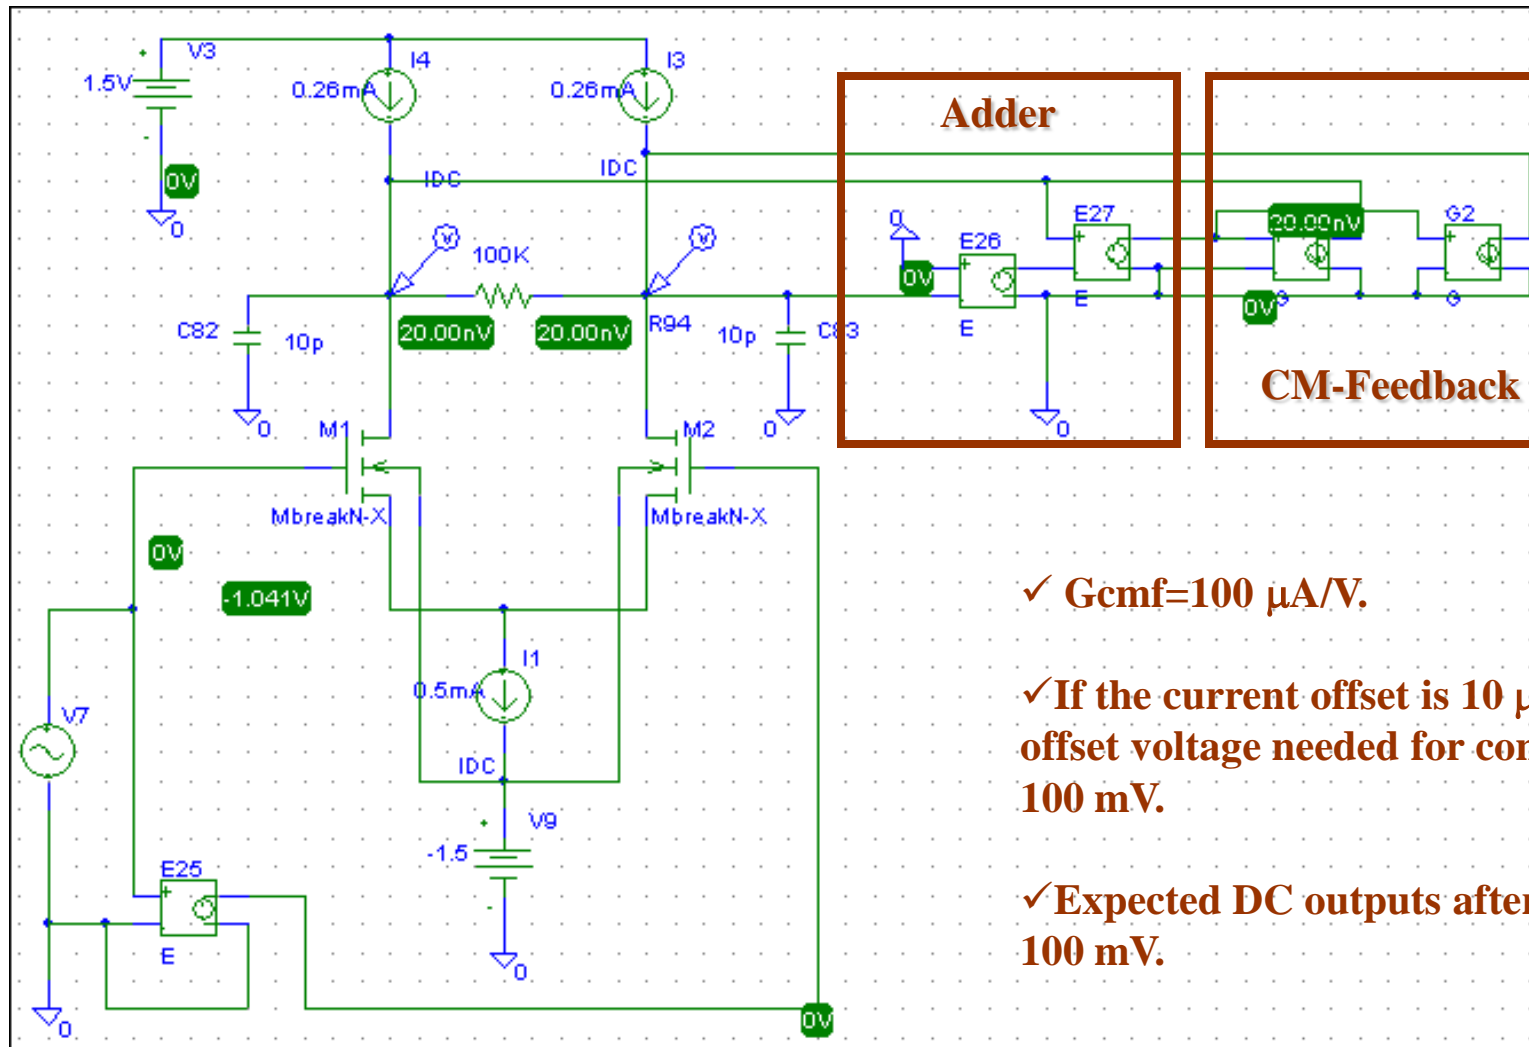 V3
1.5V
0V
0
I4
0.26mA
IDC
I3
0.26mA
IDC
Adder
0
0V
E26
E
E27
E
0
20.00nV
G
0V
G2
G
CM-Feedback
100K
R94
20.00nV
20.00nV
C82
10p
0
10p
C83
0
M1
MbreakN-X
M2
MbreakN-X
0V
-1.041V
I1
0.5mA
IDC
V7
V9
-1.5
0
E25
E
0
0V
✓ Gcmf=100 μA/V.
✓If the current offset is 10 μ
offset voltage needed for
100 mV.
✓Expected DC outputs after
100 mV.